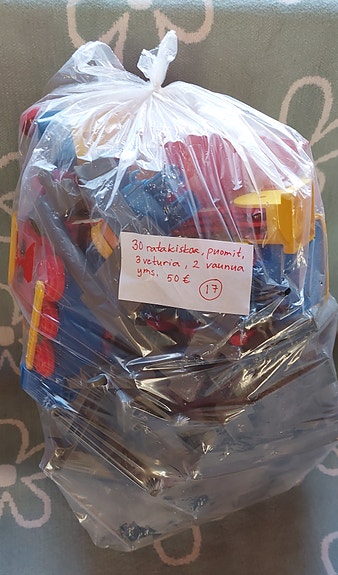 30 ratakiskoa, puomit,
3 veturia, 2 vaunua
yms. 50 €
17